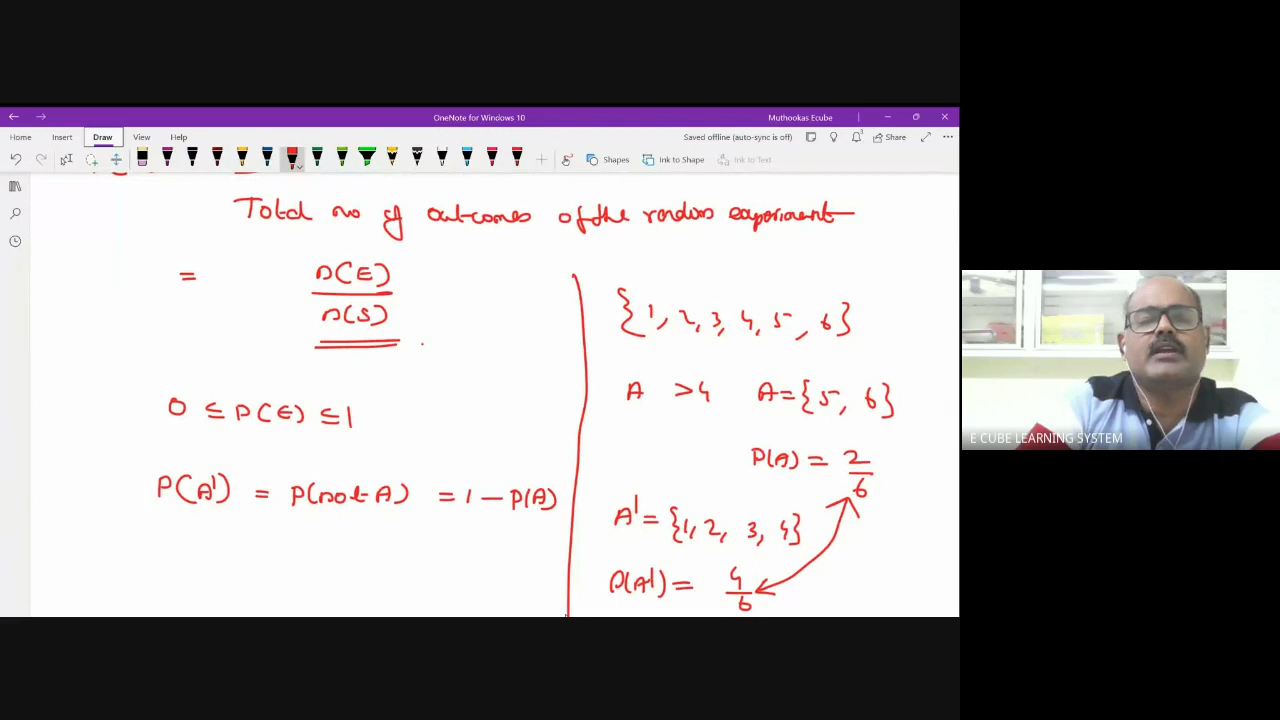 OneNote for Windows 10
Muthookas Ecube
Home Insert Draw View Help
Saved offline (auto-sync is off)
3
Share
Shapes
Ink to Shape
Ink to Text
Total no of outcomes of the random experiment
= n(E)
n(S)
0 ≤ P(E) ≤ 1
P(A') = P(not A) = 1 - P(A)
{1, 2, 3, 4, 5, 6}
A >4 A={5, 6}
P(A) = 2
6
A' = {1, 2, 3, 4}
P(A') = 4
6
E CUBE LEARNING SYSTEM